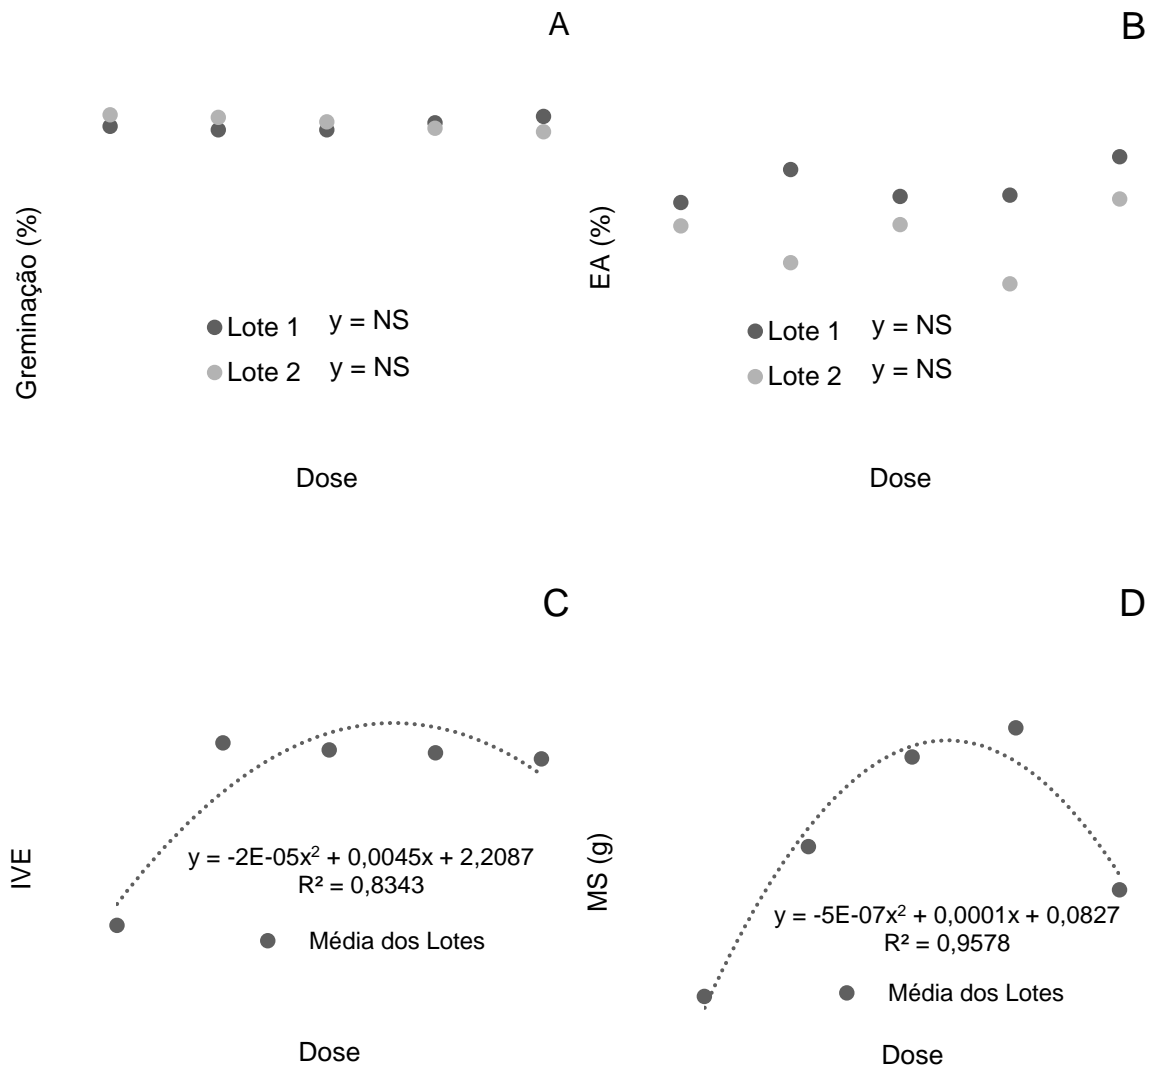 A
Greminação (%)
Lote 1 y = NS
Lote 2 y = NS
Dose
B
EA (%)
Lote 1 y = NS
Lote 2 y = NS
Dose
C
IVE
y = -2E-05x² + 0,0045x + 2,2087
R² = 0,8343
Média dos Lotes
Dose
D
MS (g)
y = -5E-07x² + 0,0001x + 0,0827
R² = 0,9578
Média dos Lotes
Dose